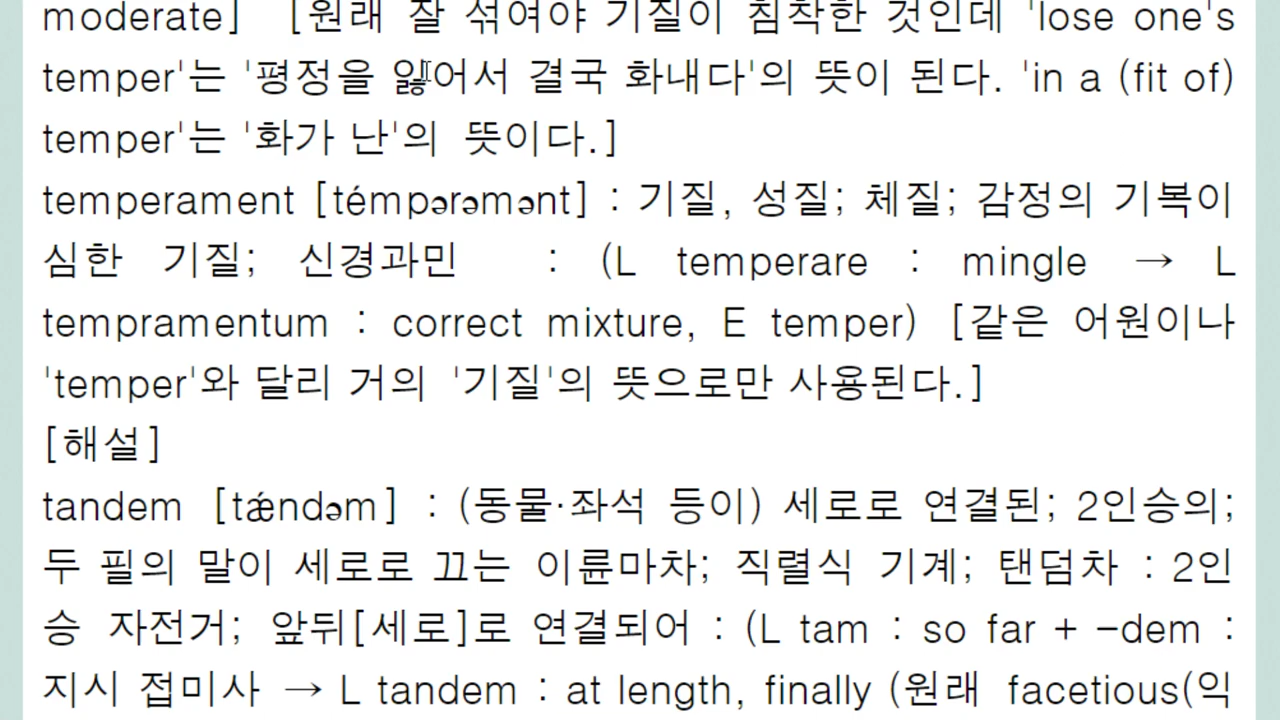 moderate] [원래 잘 섞여야 기질이 침착한 것인데 'lose one's
temper'는 '평정을 잃어서 결국 화내다'의 뜻이 된다. 'in a (fit of)
temper'는 '화가 난'의 뜻이다.]
temperament [témpərəmənt] : 기질, 성질; 체질; 감정의 기복이
심한 기질; 신경과민 : (L temperare : mingle → L
tempramentum : correct mixture, E temper) [같은 어원이나
'temper'와 달리 거의 '기질'의 뜻으로만 사용된다.]
[해설]
tandem [tǽndəm] : (동물·좌석 등이) 세로로 연결된; 2인승의;
두 필의 말이 세로로 끄는 이륜마차; 직렬식 기계; 탠덤차 : 2인
승 자전거; 앞뒤[세로]로 연결되어 : (L tam : so far + -dem :
지시 접미사 → L tandem : at length, finally (원래 facetious(익